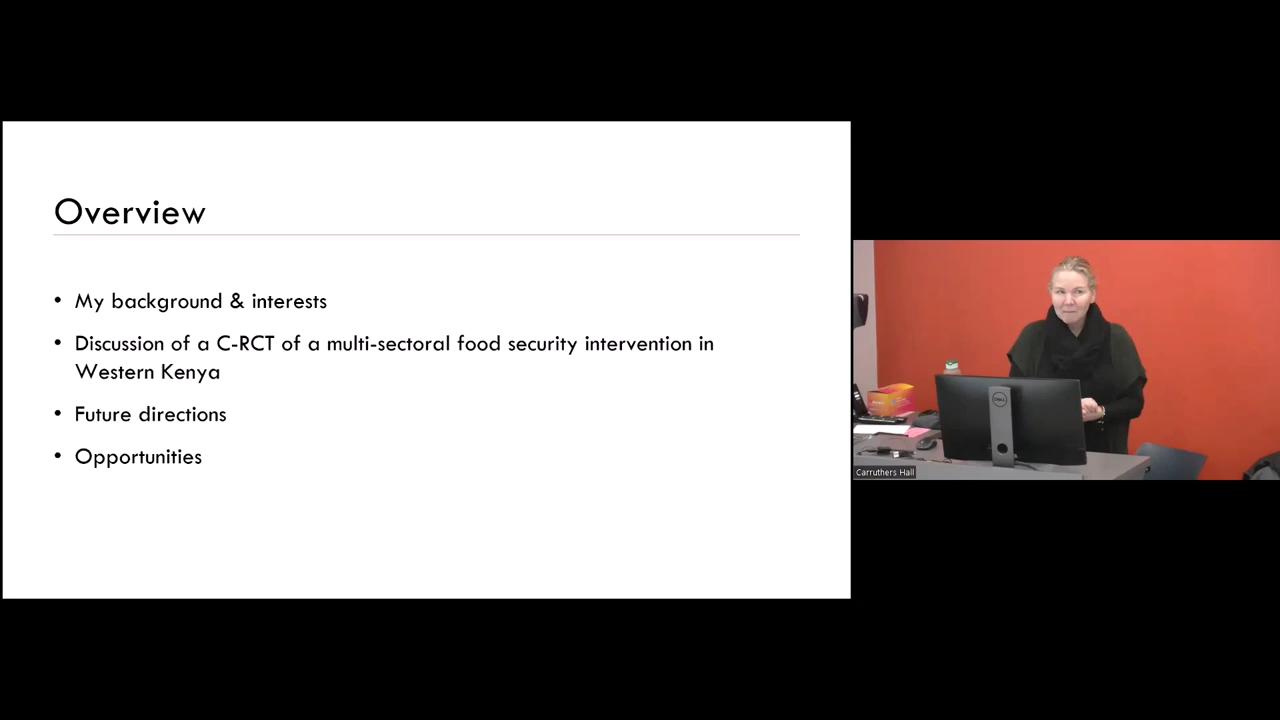 Overview
• My background & interests
• Discussion of a C-RCT of a multi-sectoral food security intervention in
Western Kenya
• Future directions
• Opportunities
DELL
Carruthers Hall